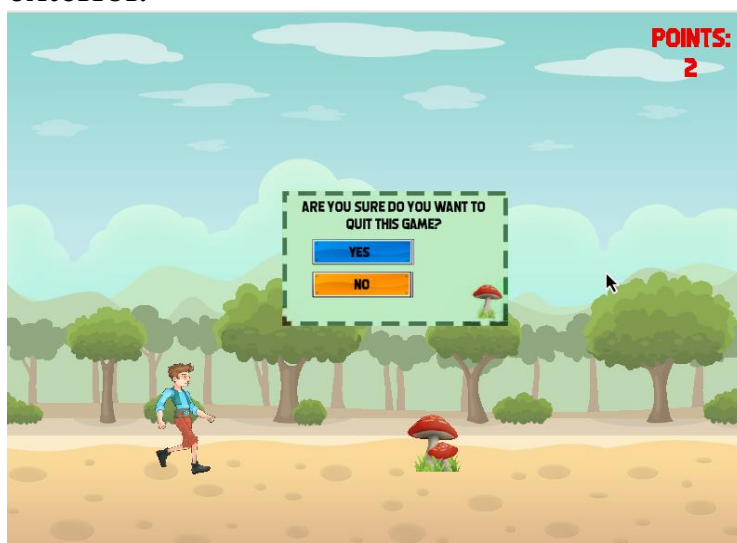 POINTS:
2
ARE YOU SURE DO YOU WANT TO
QUIT THIS GAME?
YES
NO